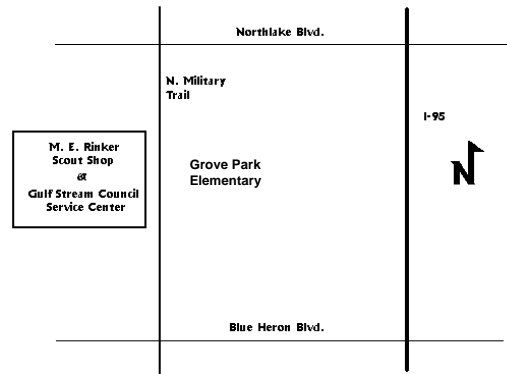 Northlake Blvd.
N. Military
Trail
I-95
M. E. Rinker
Scout Shop
at
Gulf Stream Council
Service Center
Grove Park
Elementary
N
Blue Heron Blvd.